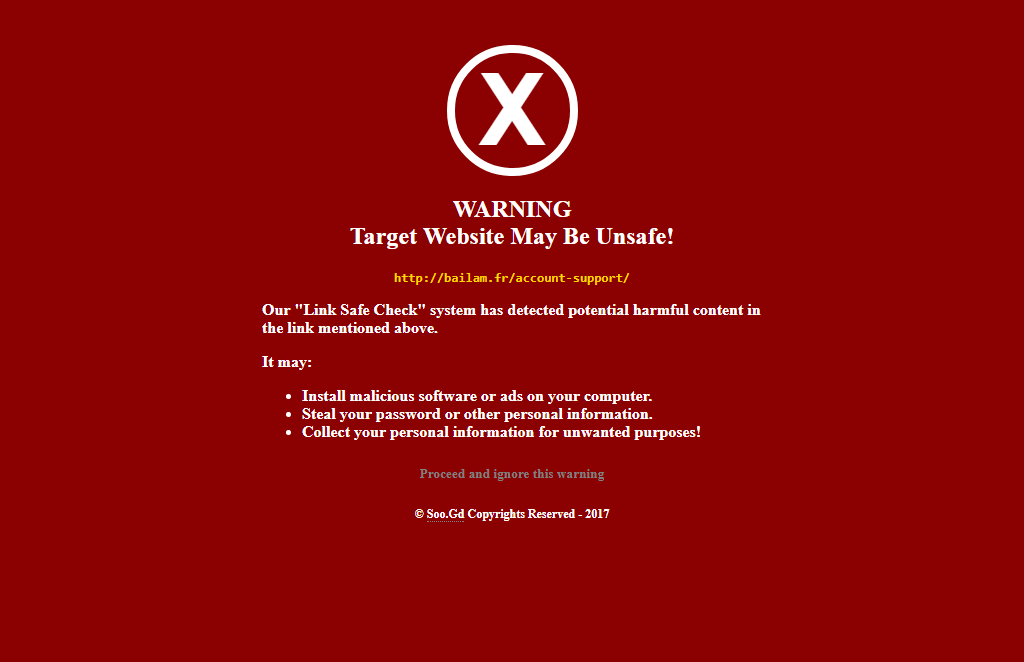 X
WARNING
Target Website May Be Unsafe!
http://bailam.fr/account-support/
Our "Link Safe Check" system has detected potential harmful content in
the link mentioned above.
It may:
• Install malicious software or ads on your computer.
• Steal your password or other personal information.
• Collect your personal information for unwanted purposes!
Proceed and ignore this warning
© Soo.Gd Copyrights Reserved - 2017